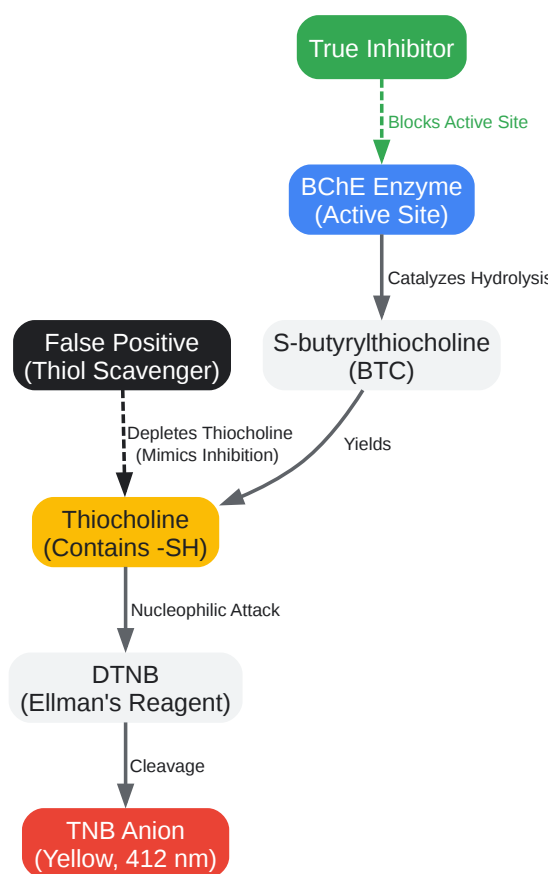 True Inhibitor
Blocks Active Site
BChE Enzyme
(Active Site)
Catalyzes Hydrolysis
False Positive
(Thiol Scavenger)
S-butyrylthiocholine
(BTC)
Depletes Thiocholine
(Mimics Inhibition)
Yields
Thiocholine
(Contains -SH)
Nucleophilic Attack
DTNB
(Ellman's Reagent)
Cleavage
TNB Anion
(Yellow, 412 nm)